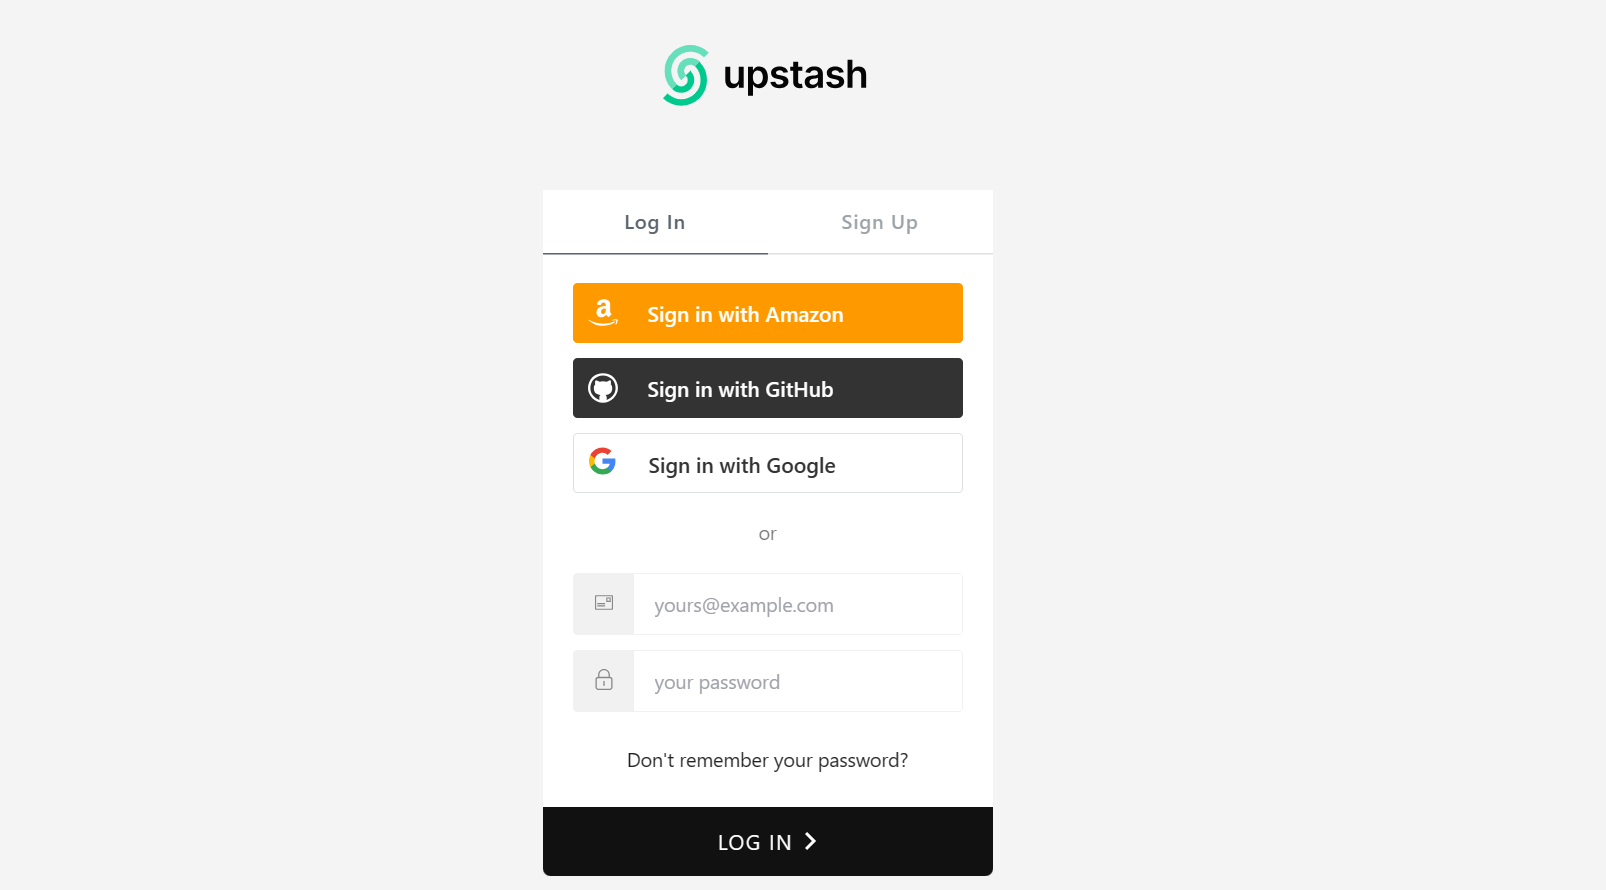 upstash
Log In
Sign Up
Sign in with Amazon
Sign in with GitHub
Sign in with Google
or
yours@example.com
your password
Don't remember your password?
LOG IN